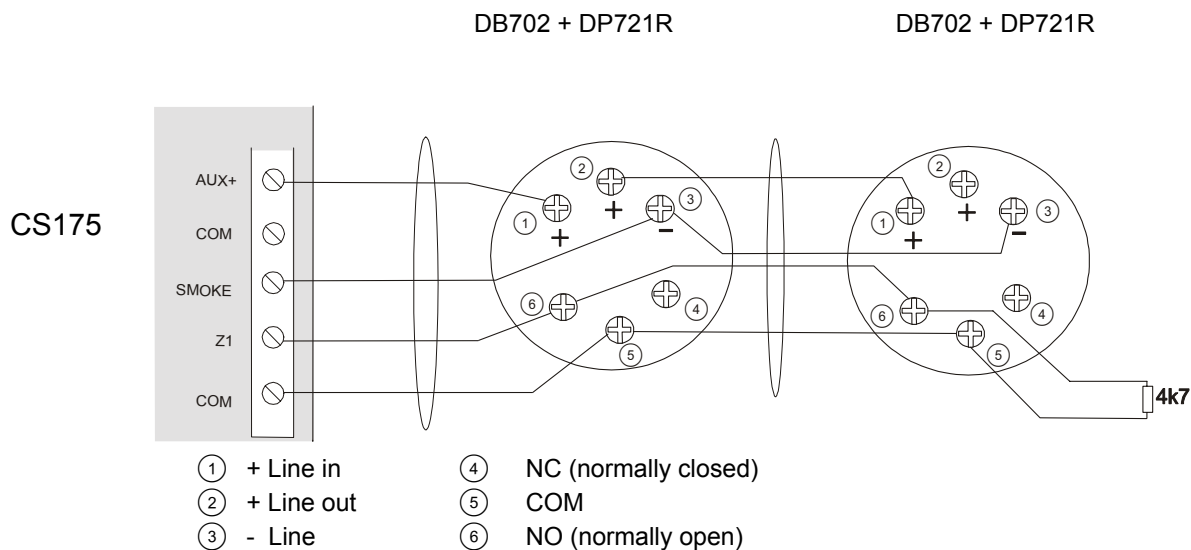 DB702 + DP721R DB702 + DP721R
CS175
AUX+
COM
SMOKE
Z1
COM
1 + 2 + 3 - 4 5 6
1 + 2 + 3 - 4 5 6
4k7
1 + Line in 4 NC (normally closed)
2 + Line out 5 COM
3 - Line 6 NO (normally open)